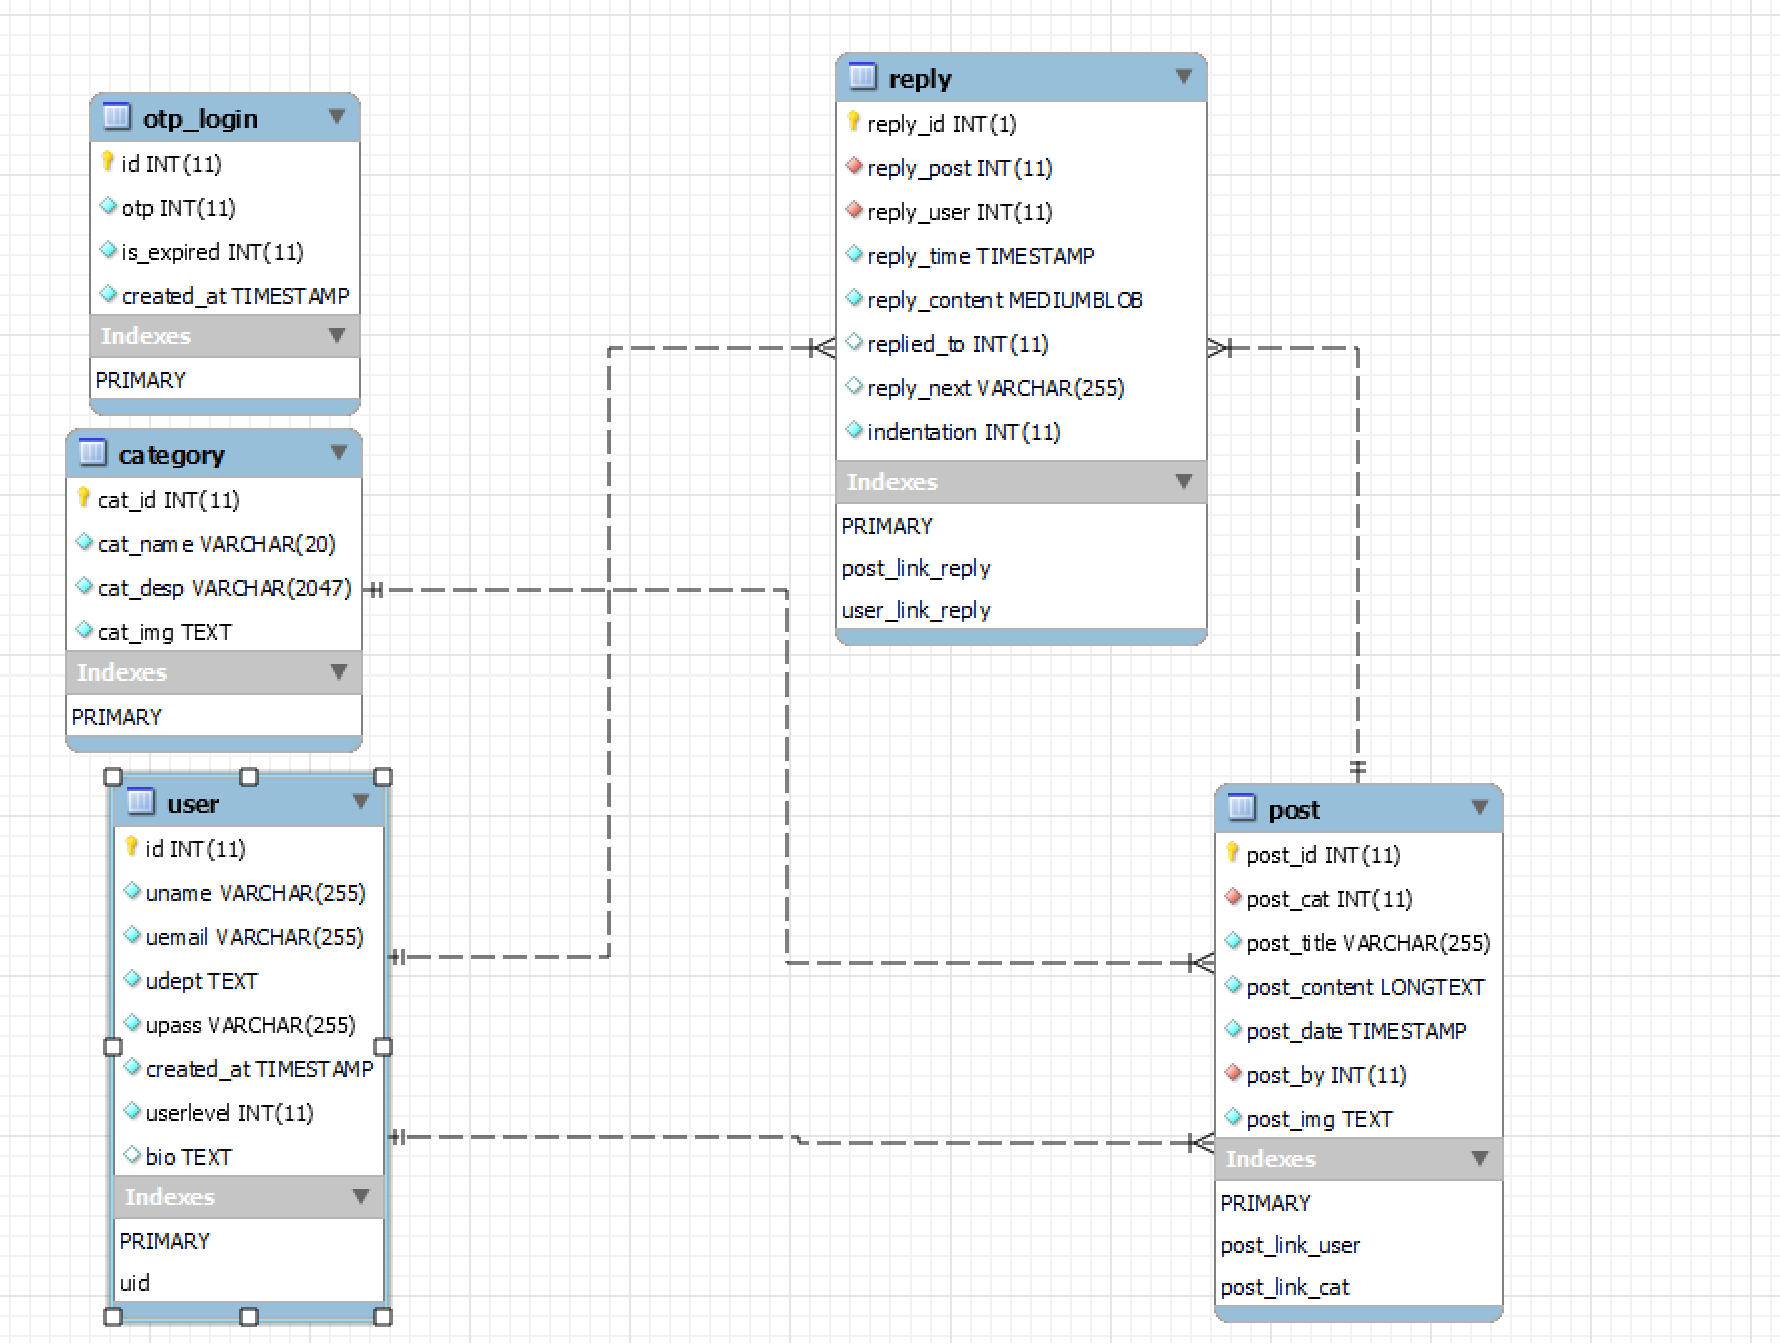 otp_login
id INT(11)
otp INT(11)
is_expired INT(11)
created_at TIMESTAMP
Indexes
PRIMARY
category
cat_id INT(11)
cat_name VARCHAR(20)
cat_desp VARCHAR(2047)
cat_img TEXT
Indexes
PRIMARY
user
id INT(11)
uname VARCHAR(255)
uemail VARCHAR(255)
udept TEXT
upass VARCHAR(255)
created_at TIMESTAMP
userlevel INT(11)
bio TEXT
Indexes
PRIMARY
uid
reply
reply_id INT(1)
reply_post INT(11)
reply_user INT(11)
reply_time TIMESTAMP
reply_content MEDIUMBLOB
replied_to INT(11)
reply_next VARCHAR(255)
indentation INT(11)
Indexes
PRIMARY
post_link_reply
user_link_reply
post
post_id INT(11)
post_cat INT(11)
post_title VARCHAR(255)
post_content LONGTEXT
post_date TIMESTAMP
post_by INT(11)
post_img TEXT
Indexes
PRIMARY
post_link_user
post_link_cat